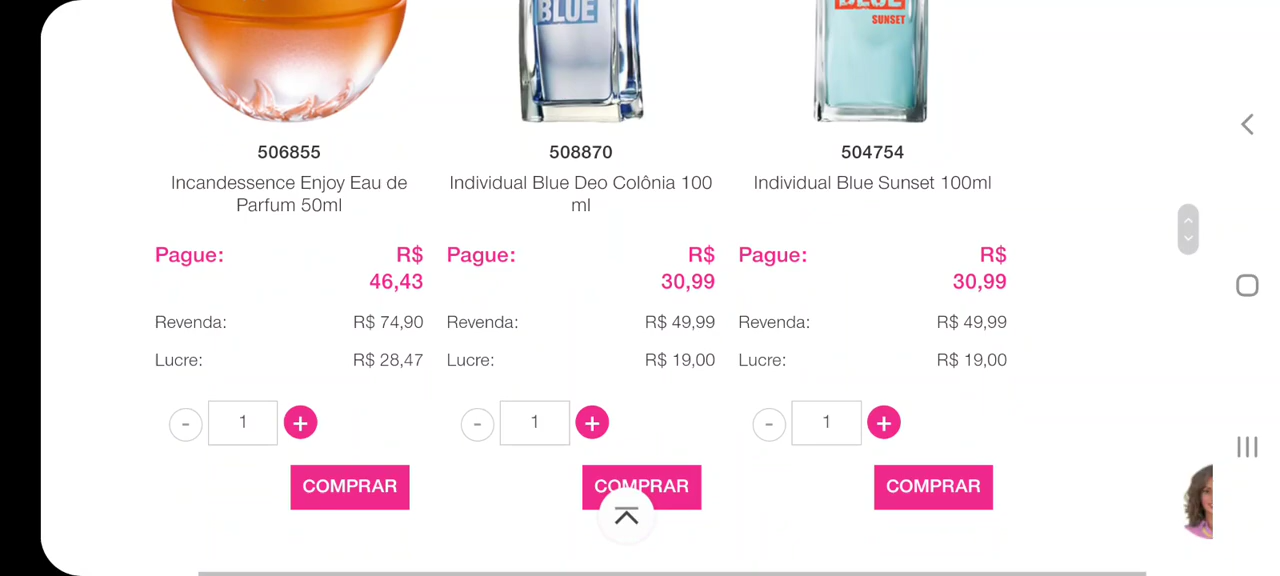 BLUE
BLUE
SUNSET
506855
Incandessence Enjoy Eau de
Parfum 50ml
Pague: R$
46,43
Revenda: R$ 74,90
Lucre: R$ 28,47
- 1 +
COMPRAR
508870
Individual Blue Deo Colônia 100
ml
Pague: R$
30,99
Revenda: R$ 49,99
Lucre: R$ 19,00
- 1 +
COMPRAR
504754
Individual Blue Sunset 100ml
Pague: R$
30,99
Revenda: R$ 49,99
Lucre: R$ 19,00
- 1 +
COMPRAR